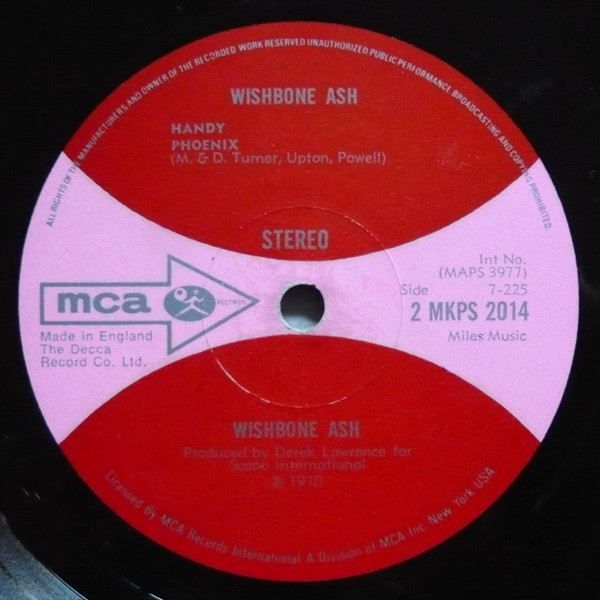 ALL RIGHTS OF THE MANUFACTURERS AND OWNER OF THE RECORDED WORK RESERVED UNAUTHORIZED PUBLIC PERFORMANCE BROADCASTING AND COPYING PROHIBITED.
WISHBONE ASH
HANDY
PHOENIX
(M. & D. Turner, Upton, Powell)
STEREO
Int No.
(MAPS 3977)
Side 7-225
2 MKPS 2014
Miles Music
mca RECORDS
Made in England
The Decca
Record Co. Ltd.
WISHBONE ASH
Produced by Derek Lawrence for
Scope International
℗ 1970
Licensed By MCA Records International A Division of MCA Inc. New York USA